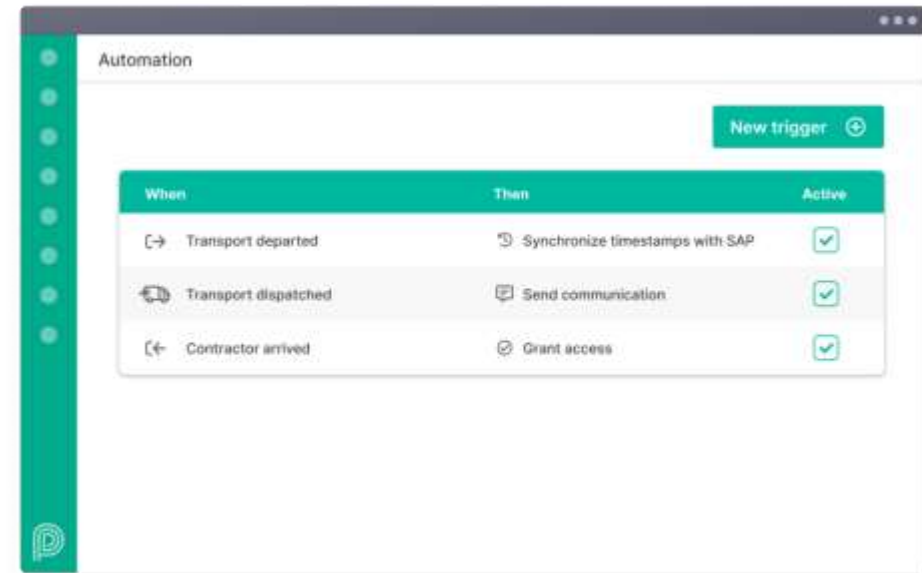 Automation
New trigger
When Then Active
Transport departed Synchronize timestamps with SAP
Transport dispatched Send communication
Contractor arrived Grant access